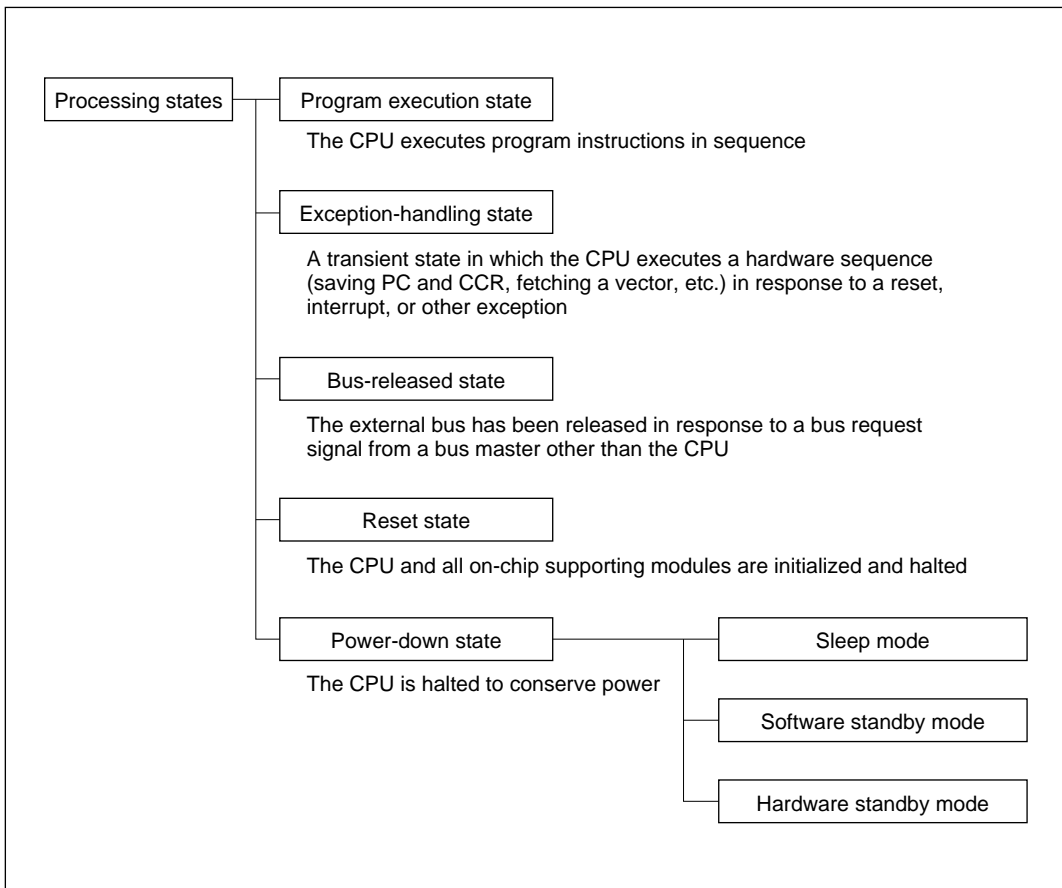 Processing states
Program execution state
The CPU executes program instructions in sequence
Exception-handling state
A transient state in which the CPU executes a hardware sequence
(saving PC and CCR, fetching a vector, etc.) in response to a reset,
interrupt, or other exception
Bus-released state
The external bus has been released in response to a bus request
signal from a bus master other than the CPU
Reset state
The CPU and all on-chip supporting modules are initialized and halted
Power-down state
Sleep mode
The CPU is halted to conserve power
Software standby mode
Hardware standby mode